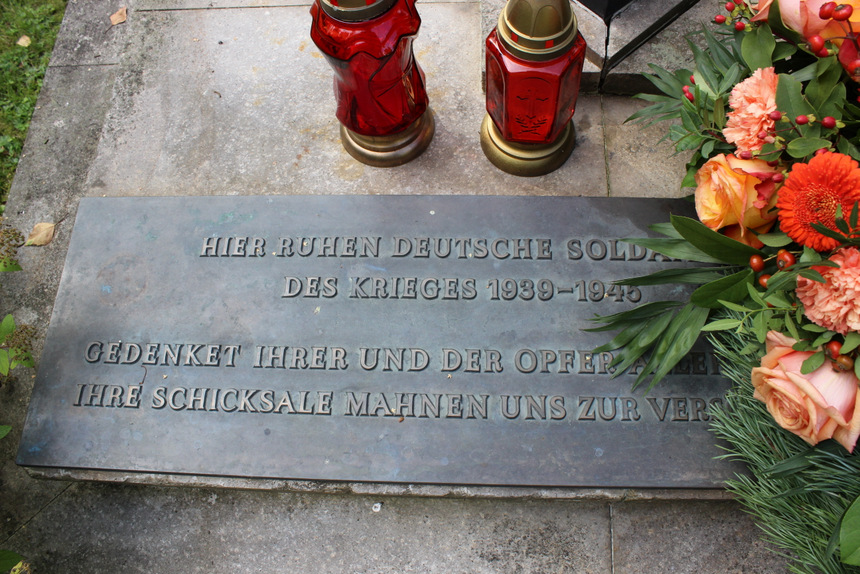 HIER RUHEN DEUTSCHE
DES KRIEGES 1939-1945
GEDENKET IHRER UND DER OPFER
IHRE SCHICKSALE MAHNEN UNS ZUR